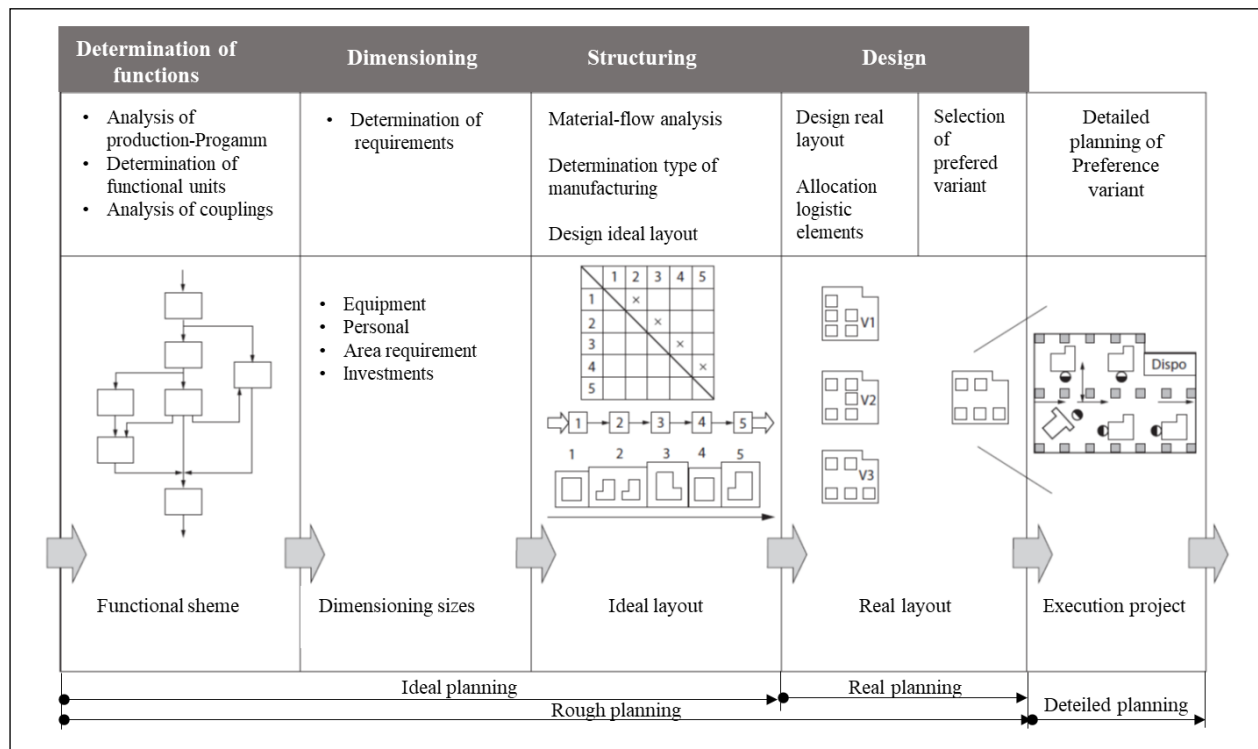 Determination of
functions
Dimensioning
Structuring
Design
• Analysis of
production-Progamm
• Determination of
functional units
• Analysis of couplings
• Determination of
requirements
Material-flow analysis
Determination type of
manufacturing
Design ideal layout
Design real
layout
Allocation
logistic
elements
Selection
of
prefered
variant
Detailed
planning of
Preference
variant
• Equipment
• Personal
• Area requirement
• Investments
1 2 3 4 5
1 ×
2 ×
3 ×
4 ×
5
1 2 3 4 5
1 2 3 4 5
V1
V2
V3
Dispo
Functional sheme
Dimensioning sizes
Ideal layout
Real layout
Execution project
Ideal planning
Real planning
Rough planning
Deteiled planning